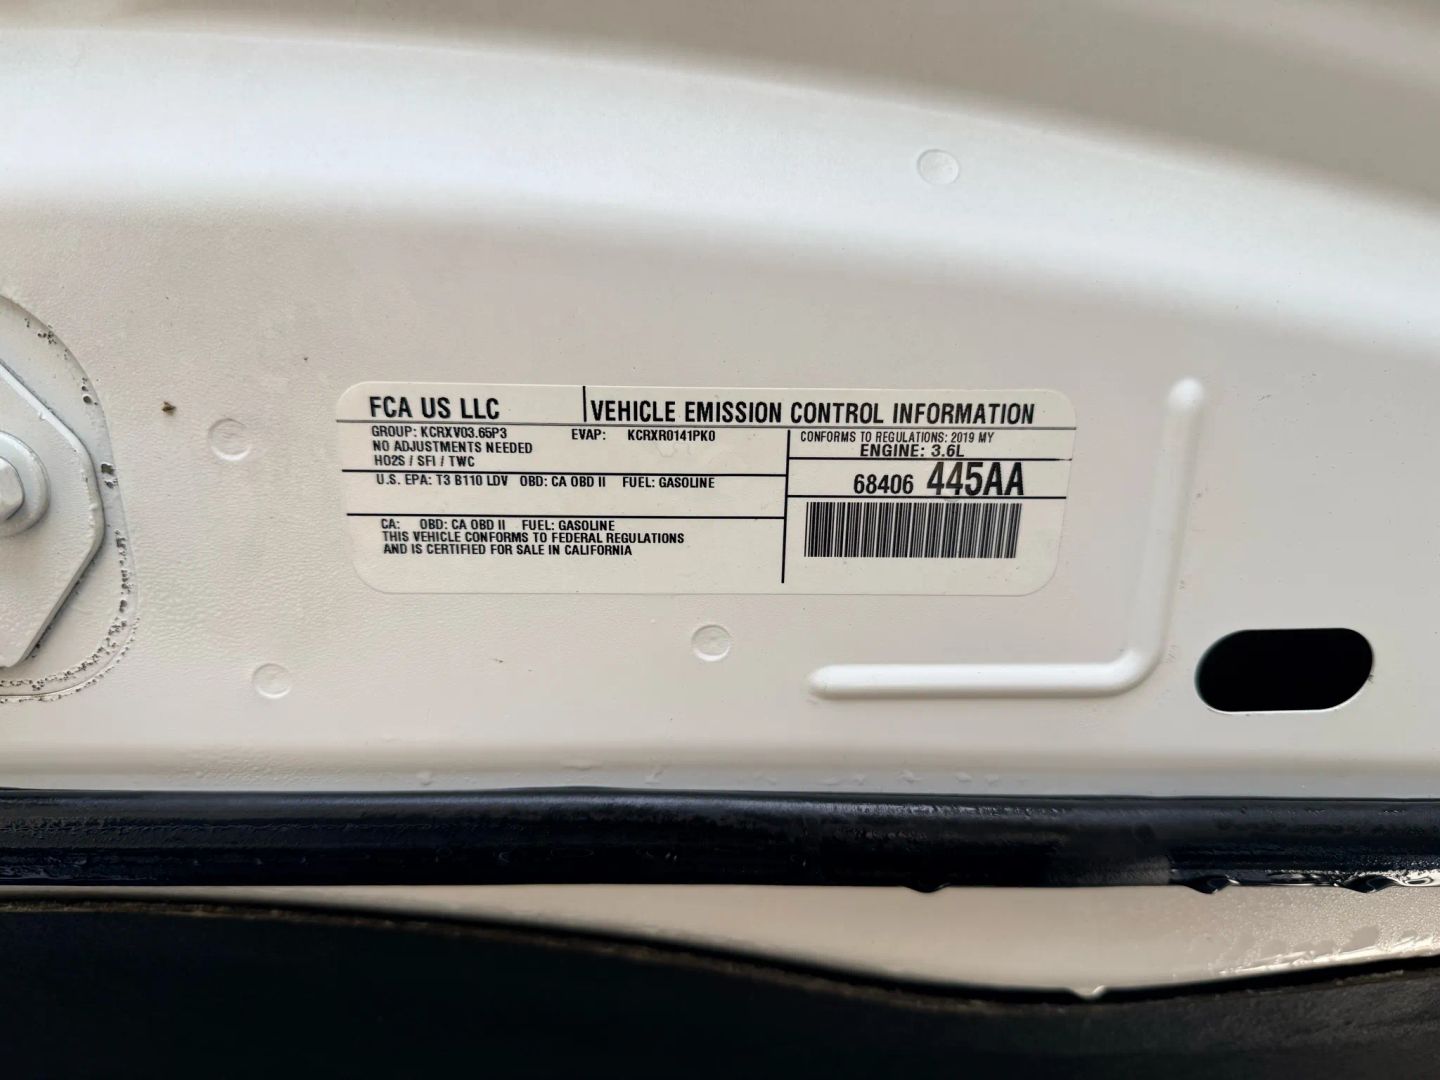 FCA US LLC VEHICLE EMISSION CONTROL INFORMATION
GROUP: KCRXV03.65P3 EVAP: KCRXR0141PK0
NO ADJUSTMENTS NEEDED
HO2S / SFI / TWC
U.S. EPA: T3 B110 LDV OBD: CA OBD II FUEL: GASOLINE
CA: OBD: CA OBD II FUEL: GASOLINE
THIS VEHICLE CONFORMS TO FEDERAL REGULATIONS
AND IS CERTIFIED FOR SALE IN CALIFORNIA
CONFORMS TO REGULATIONS: 2019 MY
ENGINE: 3.6L
68406 445AA